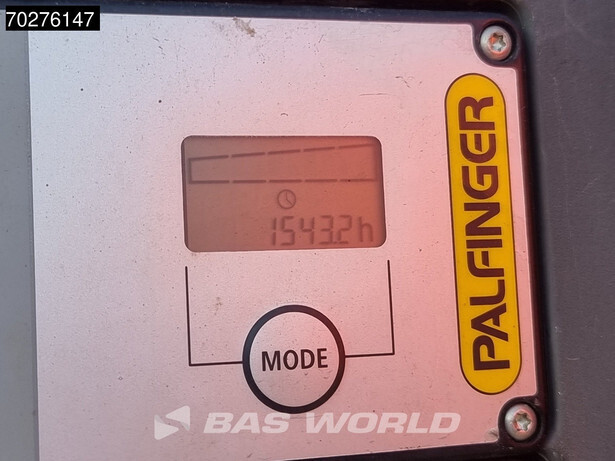 70276147
1543.2h
MODE
PALFINGER
BAS WORLD